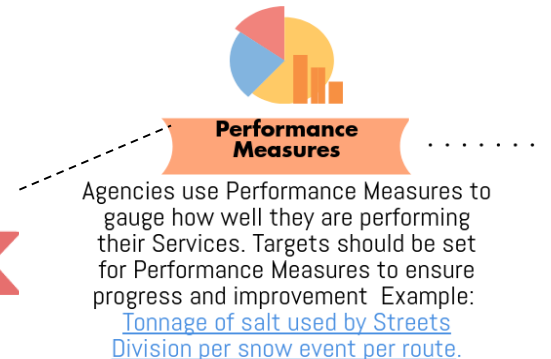 Performance
Measures
Agencies use Performance Measures to
gauge how well they are performing
their Services. Targets should be set
for Performance Measures to ensure
progress and improvement  Example:
Tonnage of salt used by Streets
Division per snow event per route.